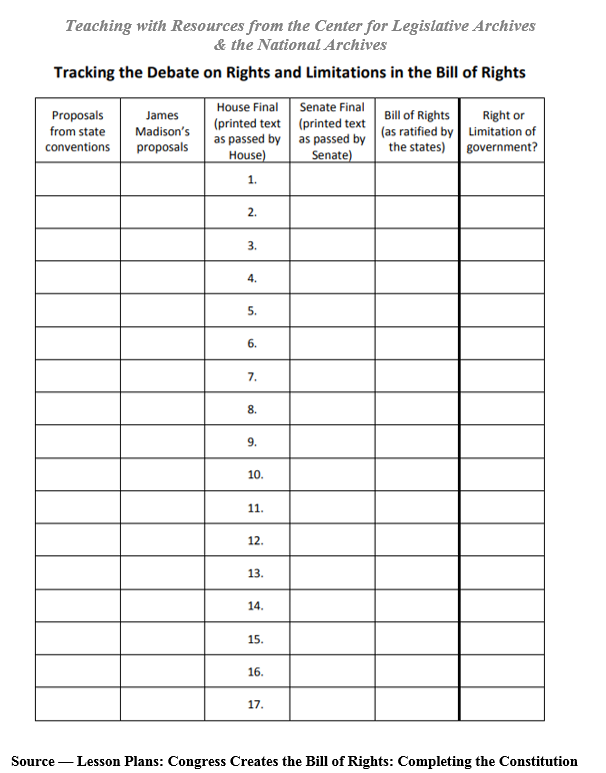 Teaching with Resources from the Center for Legislative Archives
& the National Archives
Tracking the Debate on Rights and Limitations in the Bill of Rights
Proposals
from state
conventions
James
Madison's
proposals
House Final
(printed text
as passed by
House)
Senate Final
(printed text
as passed by
Senate)
Bill of Rights
(as ratified by
the states)
Right or
Limitation of
government?
1.
2.
3.
4.
5.
6.
7.
8.
9.
10.
11.
12.
13.
14.
15.
16.
17.
Source — Lesson Plans: Congress Creates the Bill of Rights: Completing the Constitution